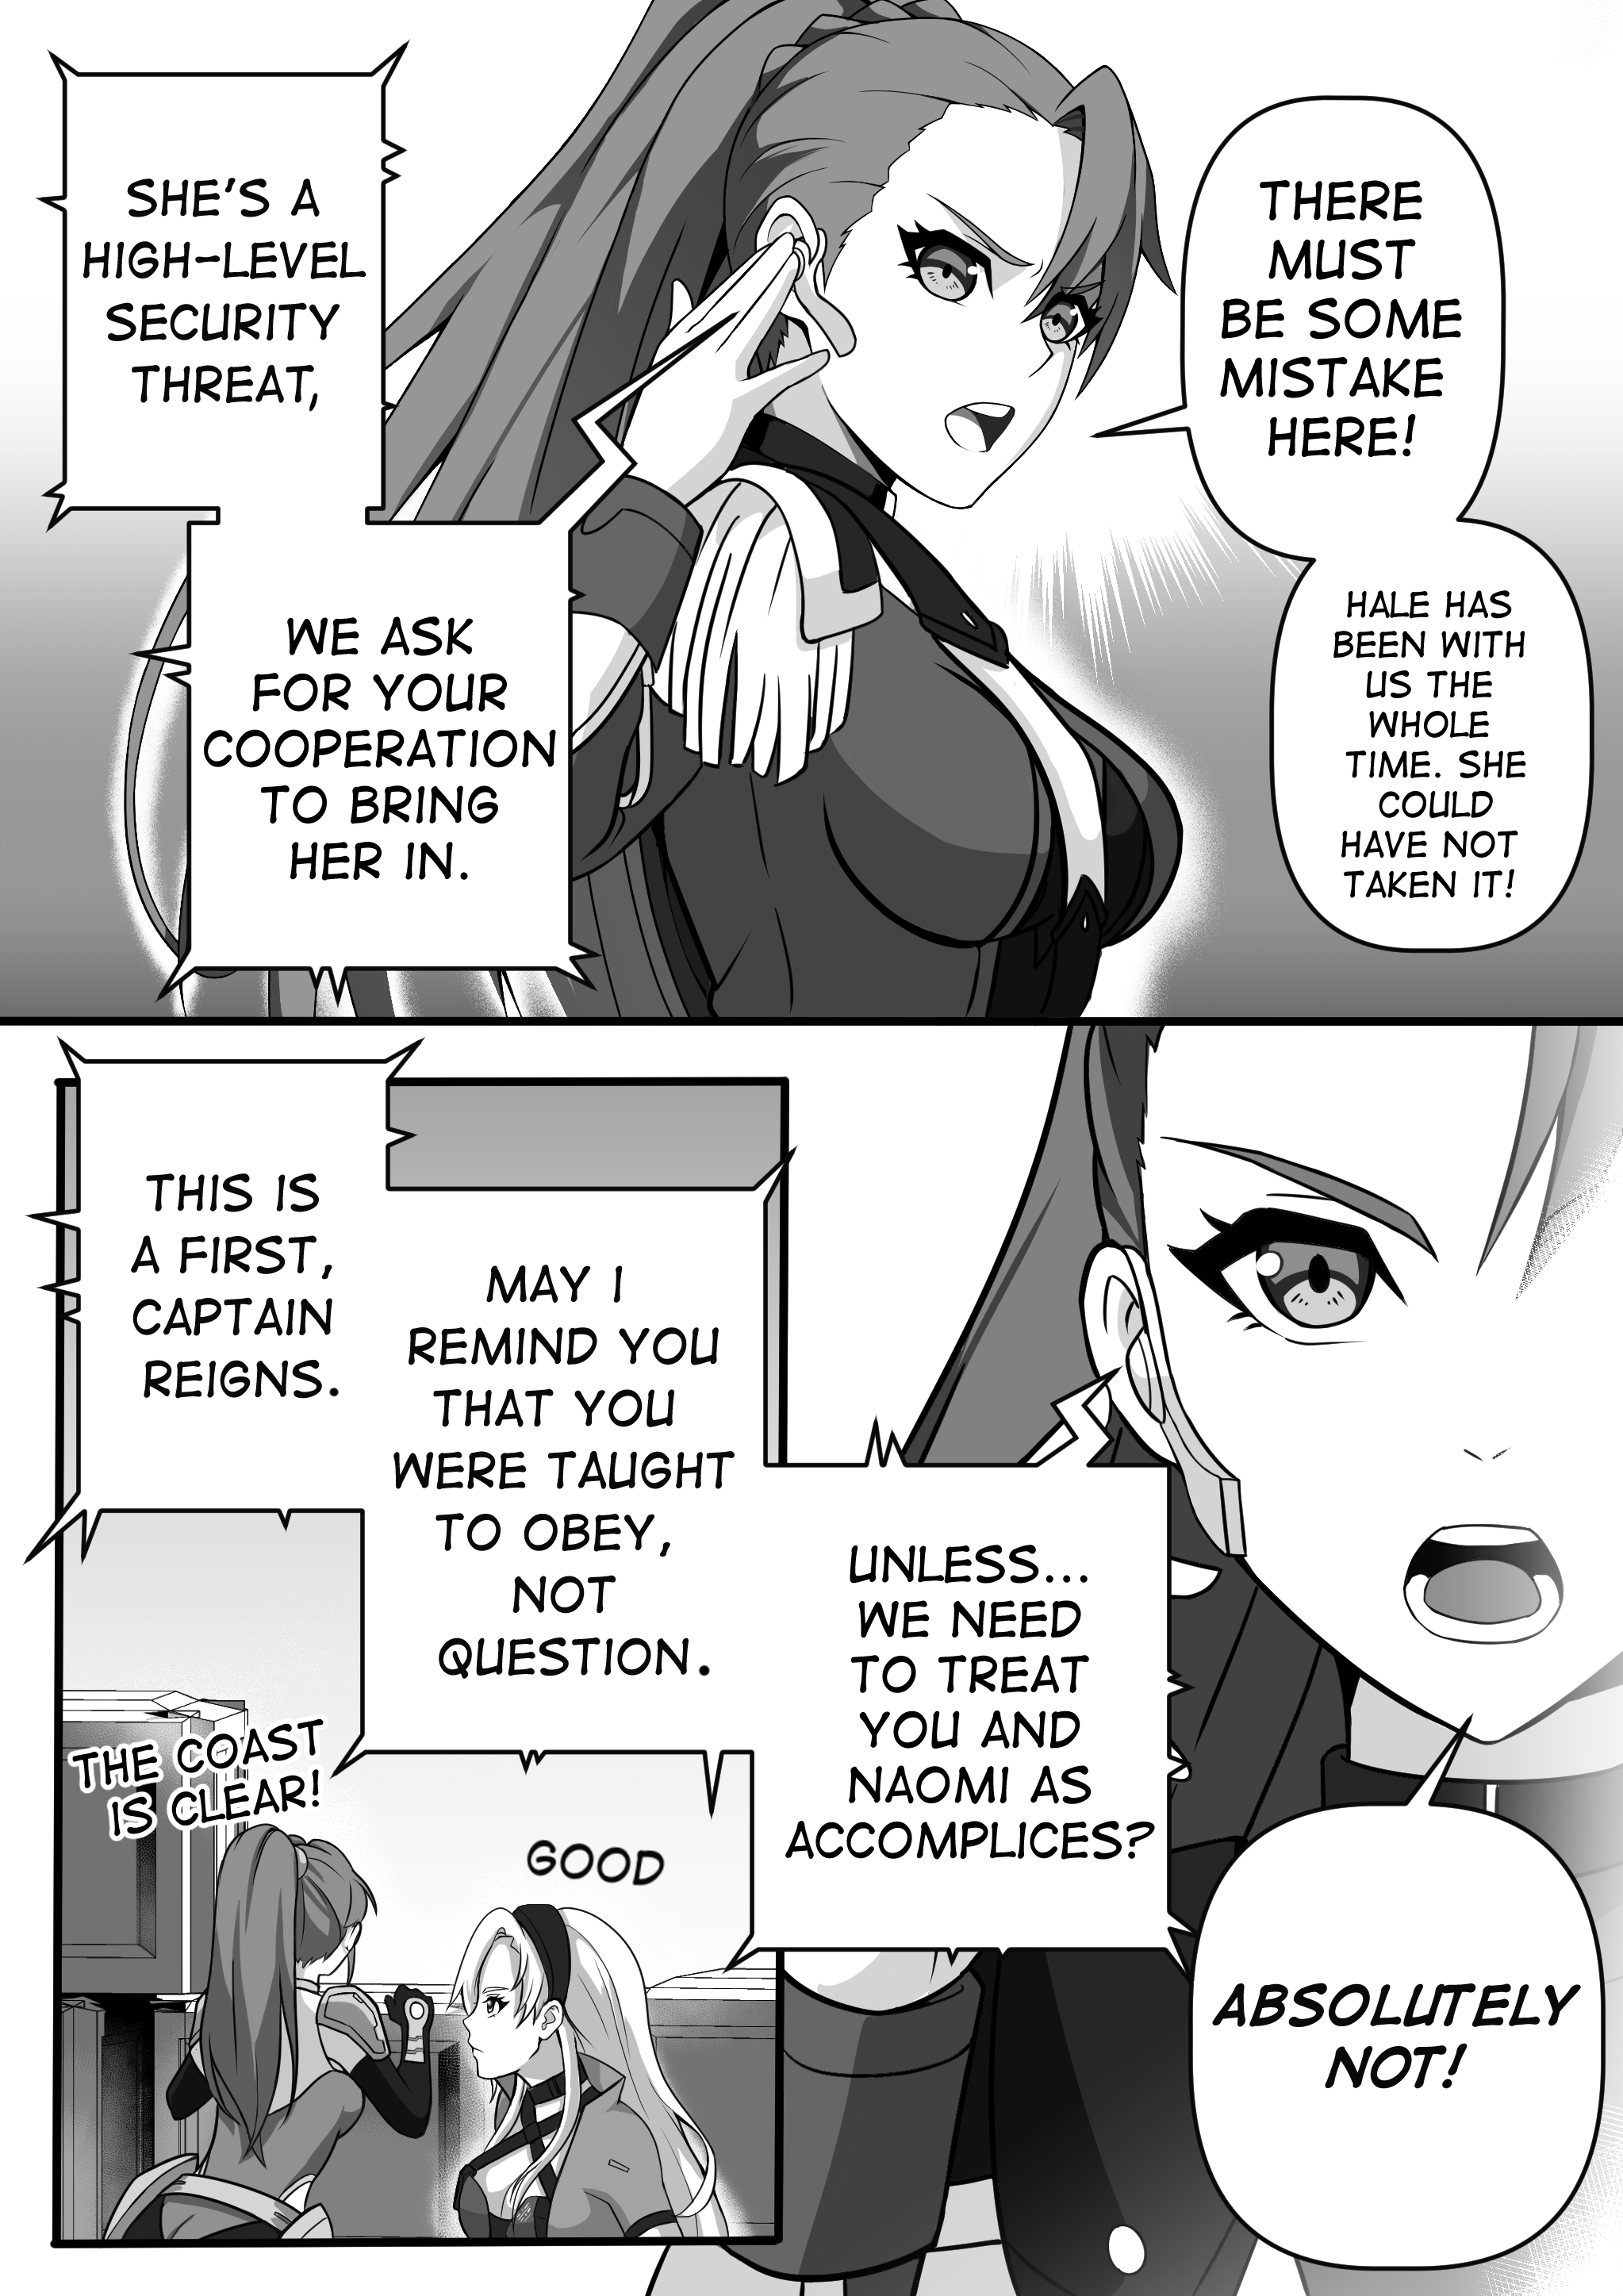 SHE'S A
HIGH-LEVEL
SECURITY
THREAT,
WE ASK
FOR YOUR
COOPERATION
TO BRING
HER IN.
THERE
MUST
BE SOME
MISTAKE
HERE!
HALE HAS
BEEN WITH
US THE
WHOLE
TIME. SHE
COULD
HAVE NOT
TAKEN IT!
THIS IS
A FIRST,
CAPTAIN
REIGNS.
MAY I
REMIND YOU
THAT YOU
WERE TAUGHT
TO OBEY,
NOT
QUESTION.
UNLESS...
WE NEED
TO TREAT
YOU AND
NAOMI AS
ACCOMPLICES?
THE COAST
IS CLEAR!
GOOD
ABSOLUTELY
NOT!